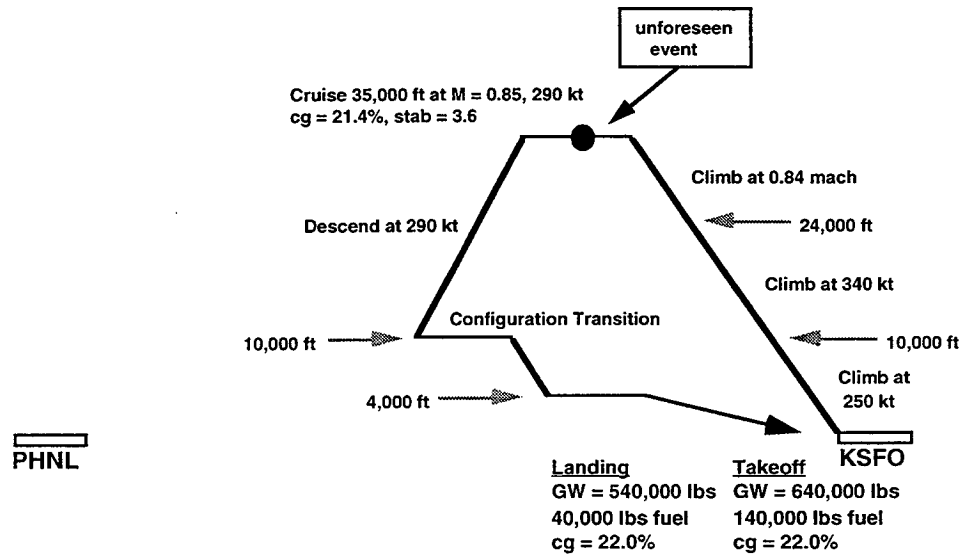 unforeseen
event
Cruise 35,000 ft at M = 0.85, 290 kt
cg = 21.4%, stab = 3.6
Climb at 0.84 mach
24,000 ft
Descend at 290 kt
Climb at 340 kt
Configuration Transition
10,000 ft
10,000 ft
Climb at
250 kt
4,000 ft
PHNL
KSFO
Landing
GW = 540,000 lbs
40,000 lbs fuel
cg = 22.0%
Takeoff
GW = 640,000 lbs
140,000 lbs fuel
cg = 22.0%